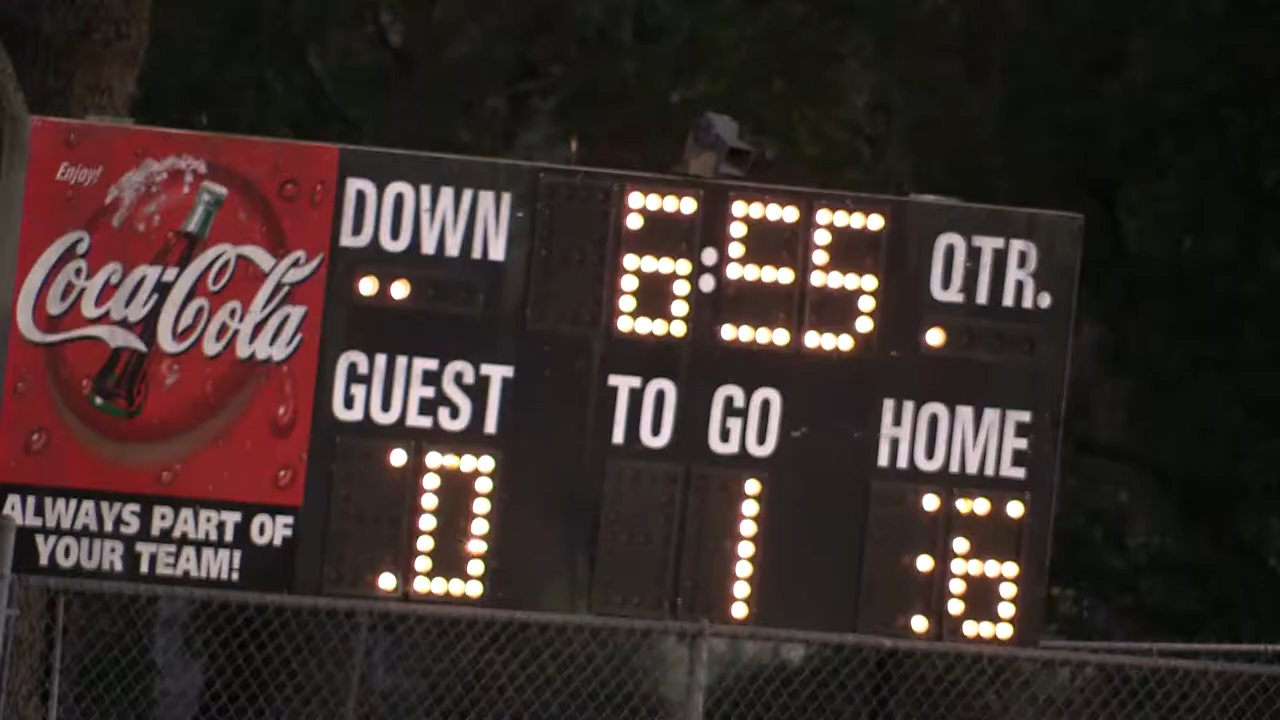 Enjoy!
Coca-Cola
ALWAYS PART OF
YOUR TEAM!
DOWN
6:55
QTR.
GUEST
TO GO
HOME
0
1
6